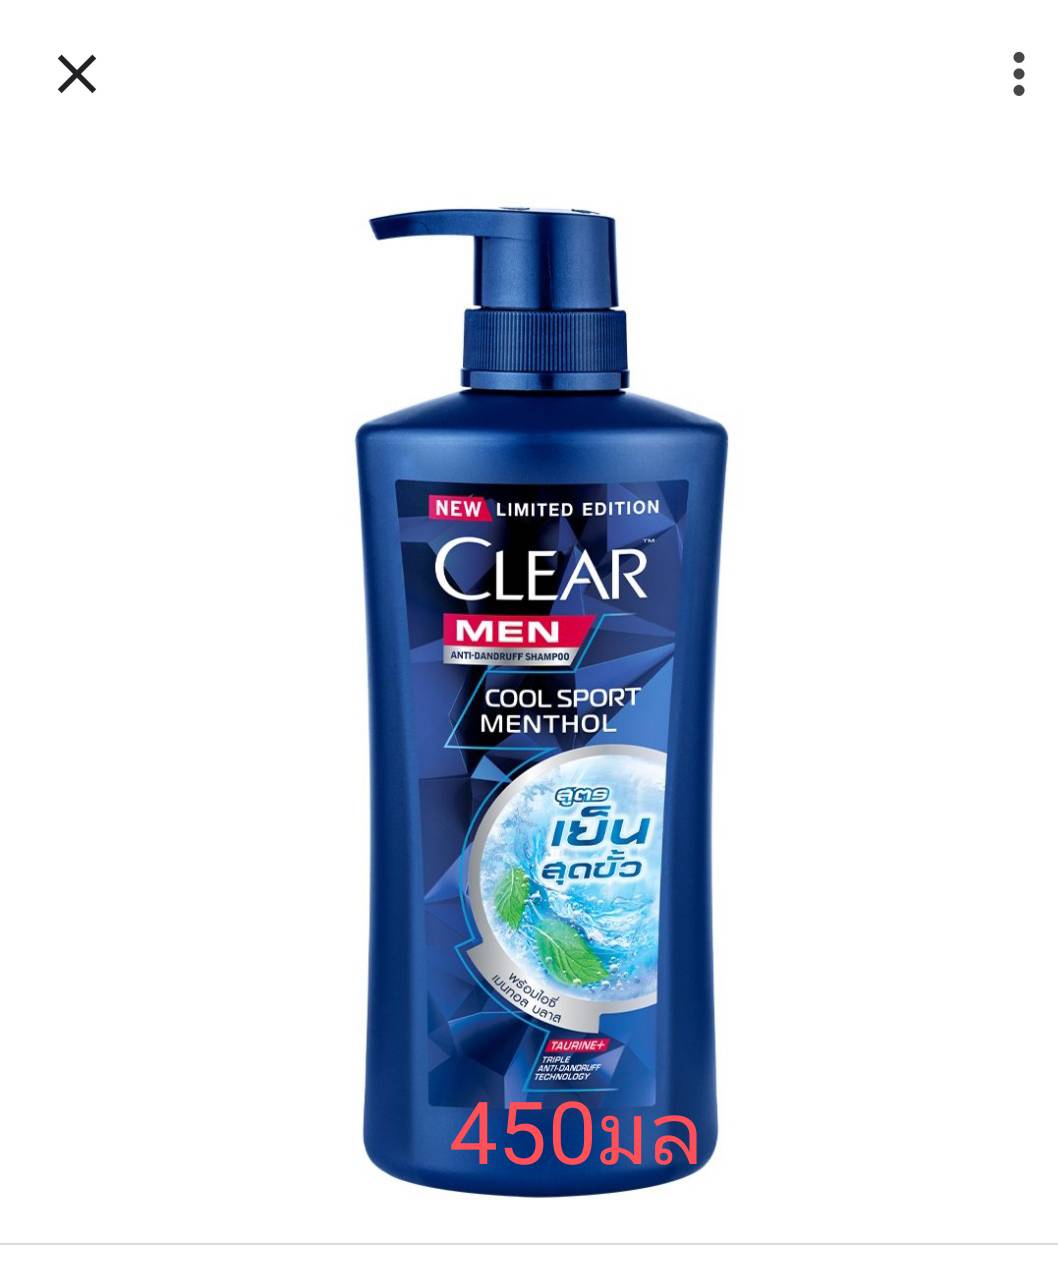 NEW LIMITED EDITION
CLEAR™
MEN
ANTI-DANDRUFF SHAMPOO
COOL SPORT
MENTHOL
สูตร
เย็น
สุดขั้ว
พร้อมไอซี่
เมนทอล บลาส
TAURINE+
TRIPLE
ANTI-DANDRUFF
TECHNOLOGY
450มล